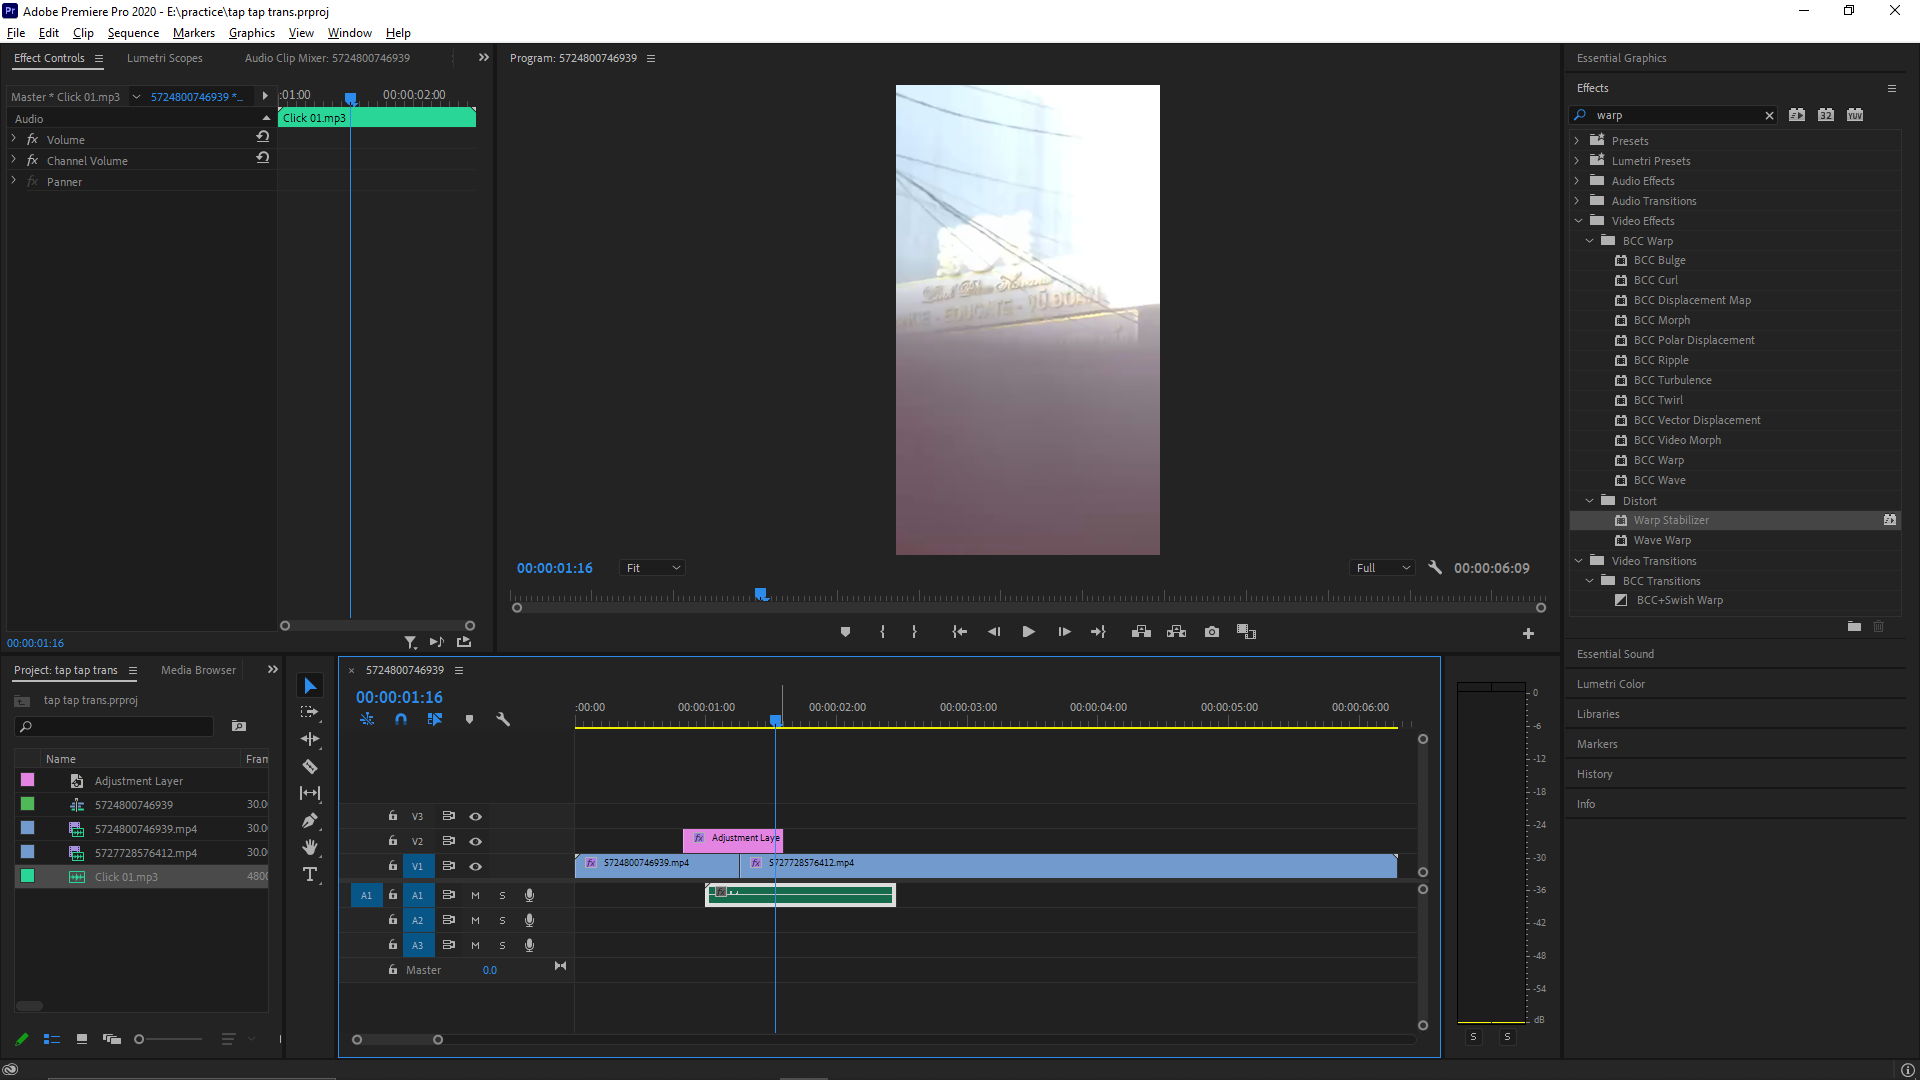 Adobe Premiere Pro 2020 - E:\practice\tap tap trans.prproj
File Edit Clip Sequence Markers Graphics View Window Help
Effect Controls
Lumetri Scopes
Audio Clip Mixer: 5724800746939
Master * Click 01.mp3
5724800746939 *...
:01:00
00:00:02:00
Audio
Click 01.mp3
fx Volume
fx Channel Volume
fx Panner
00:00:01:16
Program: 5724800746939
- EDUCATE - VŨ ĐOÀN
00:00:01:16
Fit
Full
00:00:06:09
Essential Graphics
Effects
warp
32
YUV
Presets
Lumetri Presets
Audio Effects
Audio Transitions
Video Effects
BCC Warp
BCC Bulge
BCC Curl
BCC Displacement Map
BCC Morph
BCC Polar Displacement
BCC Ripple
BCC Turbulence
BCC Twirl
BCC Vector Displacement
BCC Video Morph
BCC Warp
BCC Wave
Distort
Warp Stabilizer
Wave Warp
Video Transitions
BCC Transitions
BCC+Swish Warp
Essential Sound
Lumetri Color
Libraries
Markers
History
Info
Project: tap tap trans
Media Browser
tap tap trans.prproj
Name
Fram
Adjustment Layer
5724800746939 30.0
5724800746939.mp4 30.0
5727728576412.mp4 30.0
Click 01.mp3 480
5724800746939
00:00:01:16
:00:00
00:00:01:00
00:00:02:00
00:00:03:00
00:00:04:00
00:00:05:00
00:00:06:00
V3
V2
fx Adjustment Laye
V1
fx 5724800746939.mp4
fx 5727728576412.mp4
A1 A1 M S
fx
A2 M S
A3 M S
Master 0.0
0
-6
-12
-18
-24
-30
-36
-42
-48
-54
dB
S S